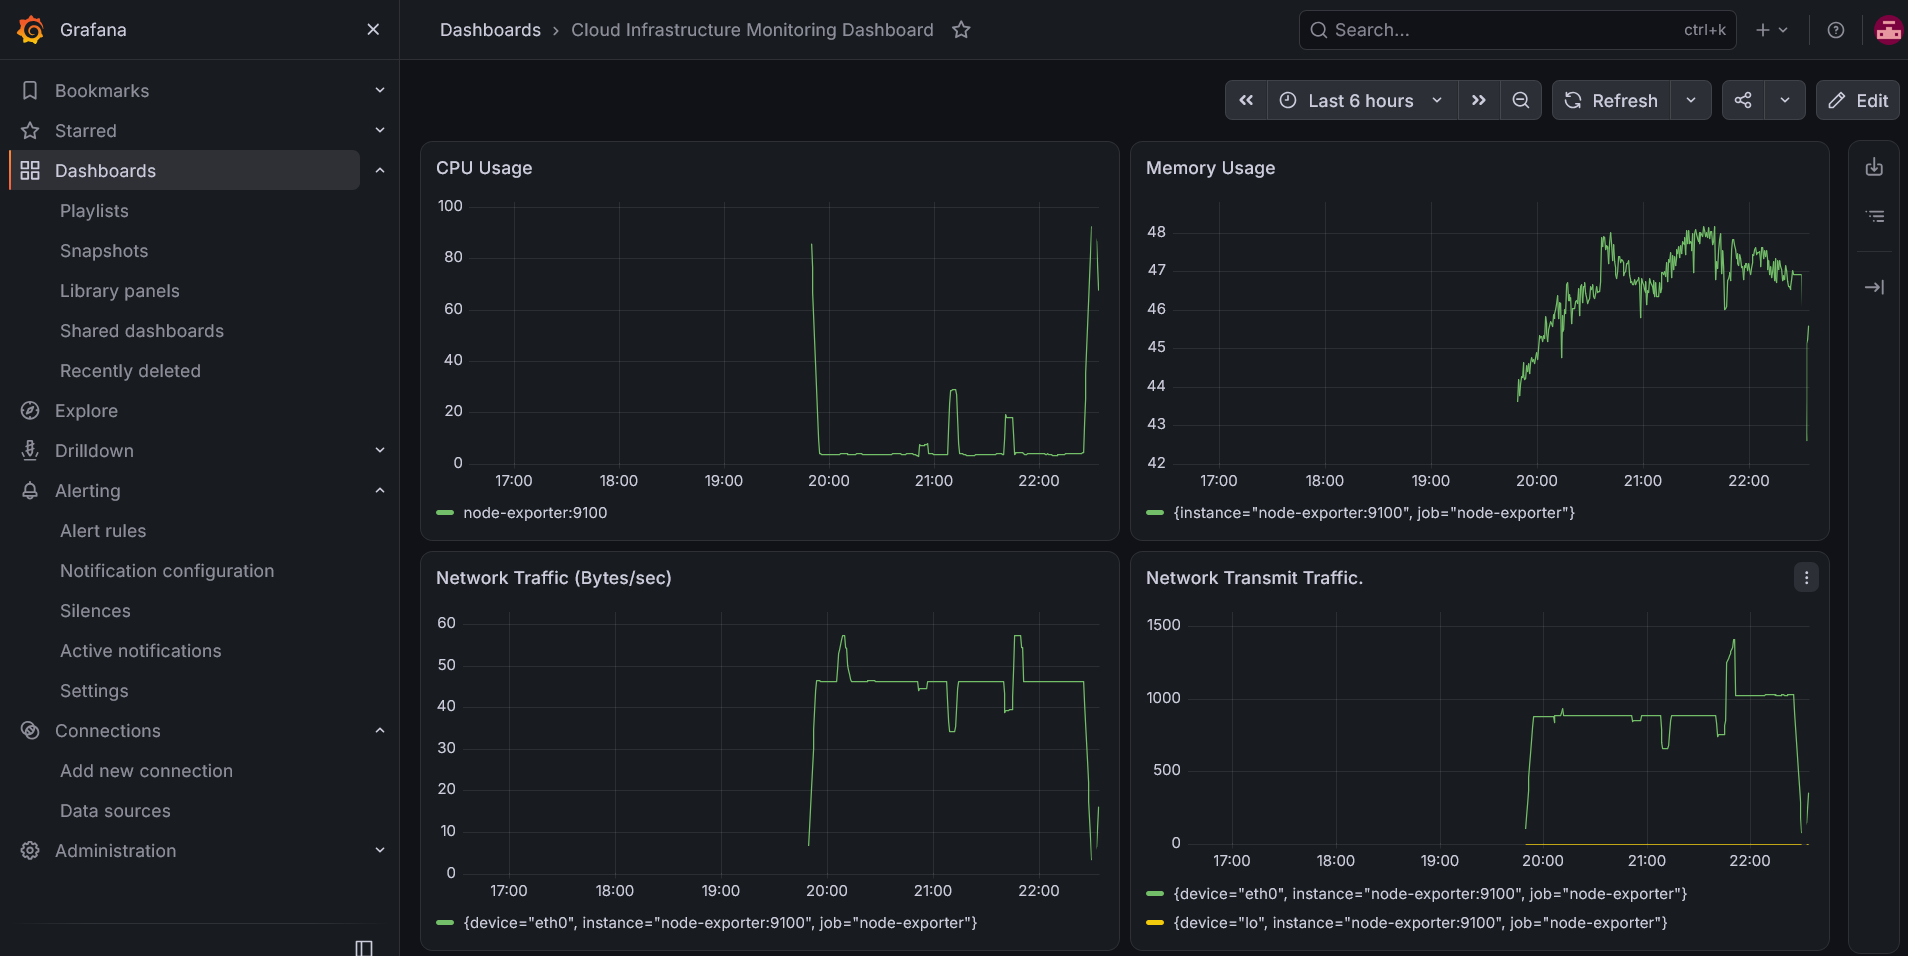 Grafana
Dashboards › Cloud Infrastructure Monitoring Dashboard
Search...
ctrl+k
Bookmarks
Starred
Dashboards
Playlists
Snapshots
Library panels
Shared dashboards
Recently deleted
Explore
Drilldown
Alerting
Alert rules
Notification configuration
Silences
Active notifications
Settings
Connections
Add new connection
Data sources
Administration
Last 6 hours
Refresh
Edit
CPU Usage
100
80
60
40
20
0
17:00 18:00 19:00 20:00 21:00 22:00
node-exporter:9100
Memory Usage
48
47
46
45
44
43
42
17:00 18:00 19:00 20:00 21:00 22:00
{instance="node-exporter:9100", job="node-exporter"}
Network Traffic (Bytes/sec)
60
50
40
30
20
10
0
17:00 18:00 19:00 20:00 21:00 22:00
{device="eth0", instance="node-exporter:9100", job="node-exporter"}
Network Transmit Traffic.
1500
1000
500
0
17:00 18:00 19:00 20:00 21:00 22:00
{device="eth0", instance="node-exporter:9100", job="node-exporter"}
{device="lo", instance="node-exporter:9100", job="node-exporter"}